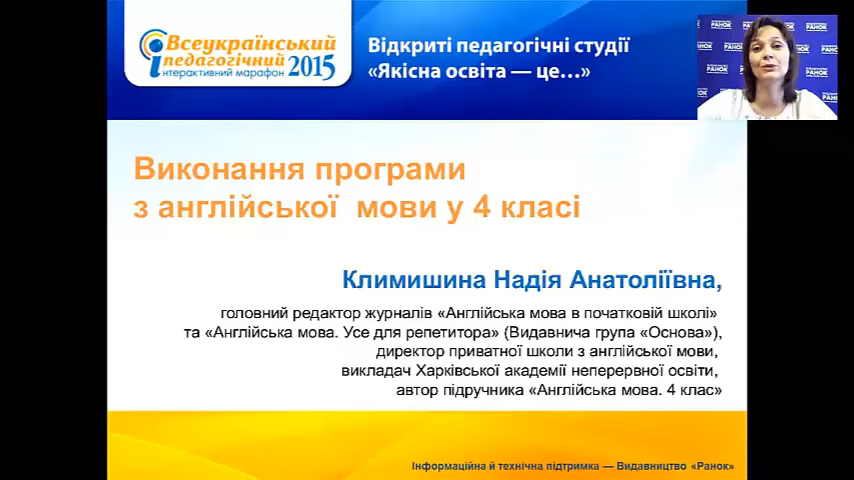 Всеукраїнський
педагогічний
інтерактивний марафон 2015
Відкриті педагогічні студії
«Якісна освіта — це...»
РАНОК
РАНОК
РАНОК
Виконання програми
з англійської мови у 4 класі
Климишина Надія Анатоліївна,
головний редактор журналів «Англійська мова в початковій школі»
та «Англійська мова. Усе для репетитора» (Видавнича група «Основа»),
директор приватної школи з англійської мови,
викладач Харківської академії неперервної освіти,
автор підручника «Англійська мова. 4 клас»
Інформаційна й технічна підтримка — Видавництво «Ранок»